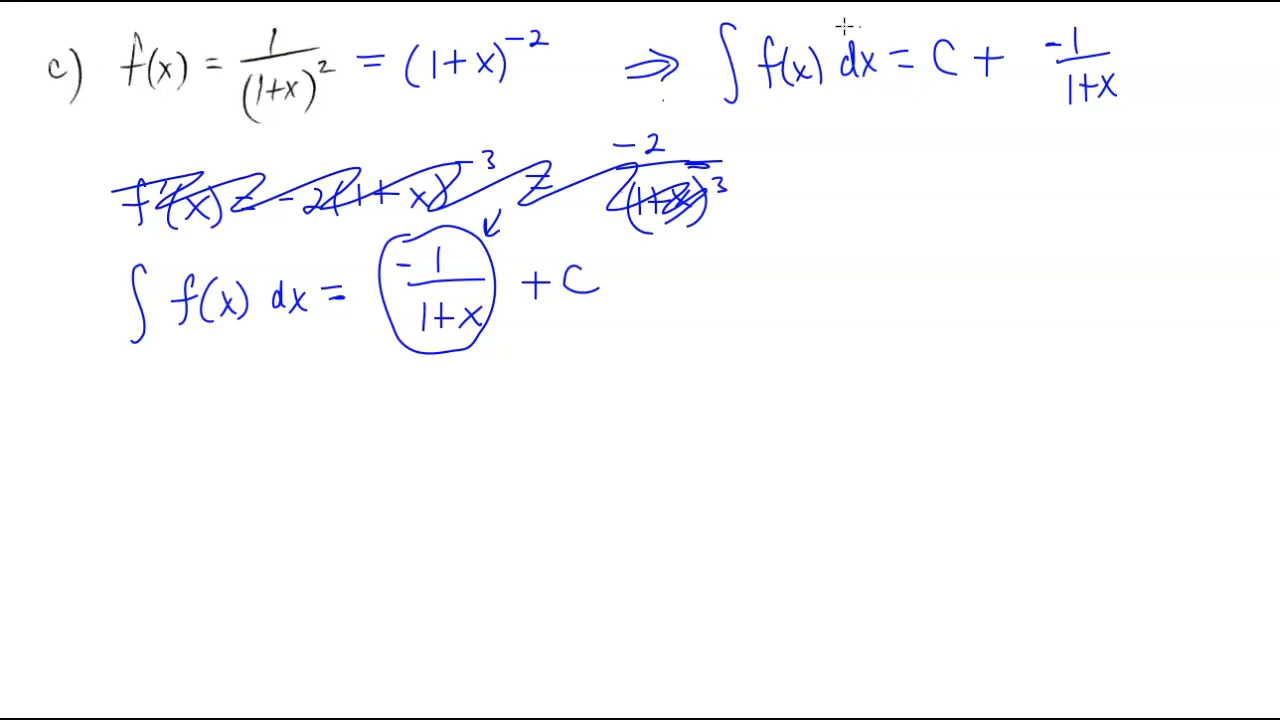 c) f(x) = 1/(1+x)² = (1+x)⁻² ⇒ ∫ f(x) dx = C + -1/(1+x)
f'(x) = -2(1+x)⁻³ = -2/(1+x)³
∫ f(x) dx = -1/(1+x) + C